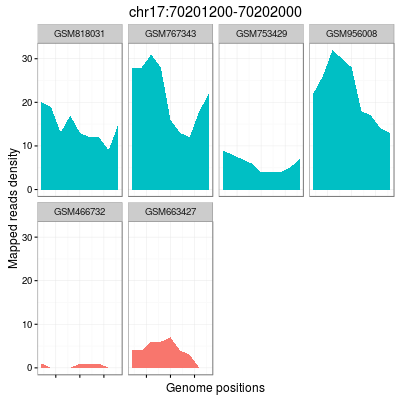 chr17:70201200-70202000
GSM818031 GSM767343 GSM753429 GSM956008
30
20
10
0
GSM466732 GSM663427
30
20
10
0
Mapped reads density
Genome positions